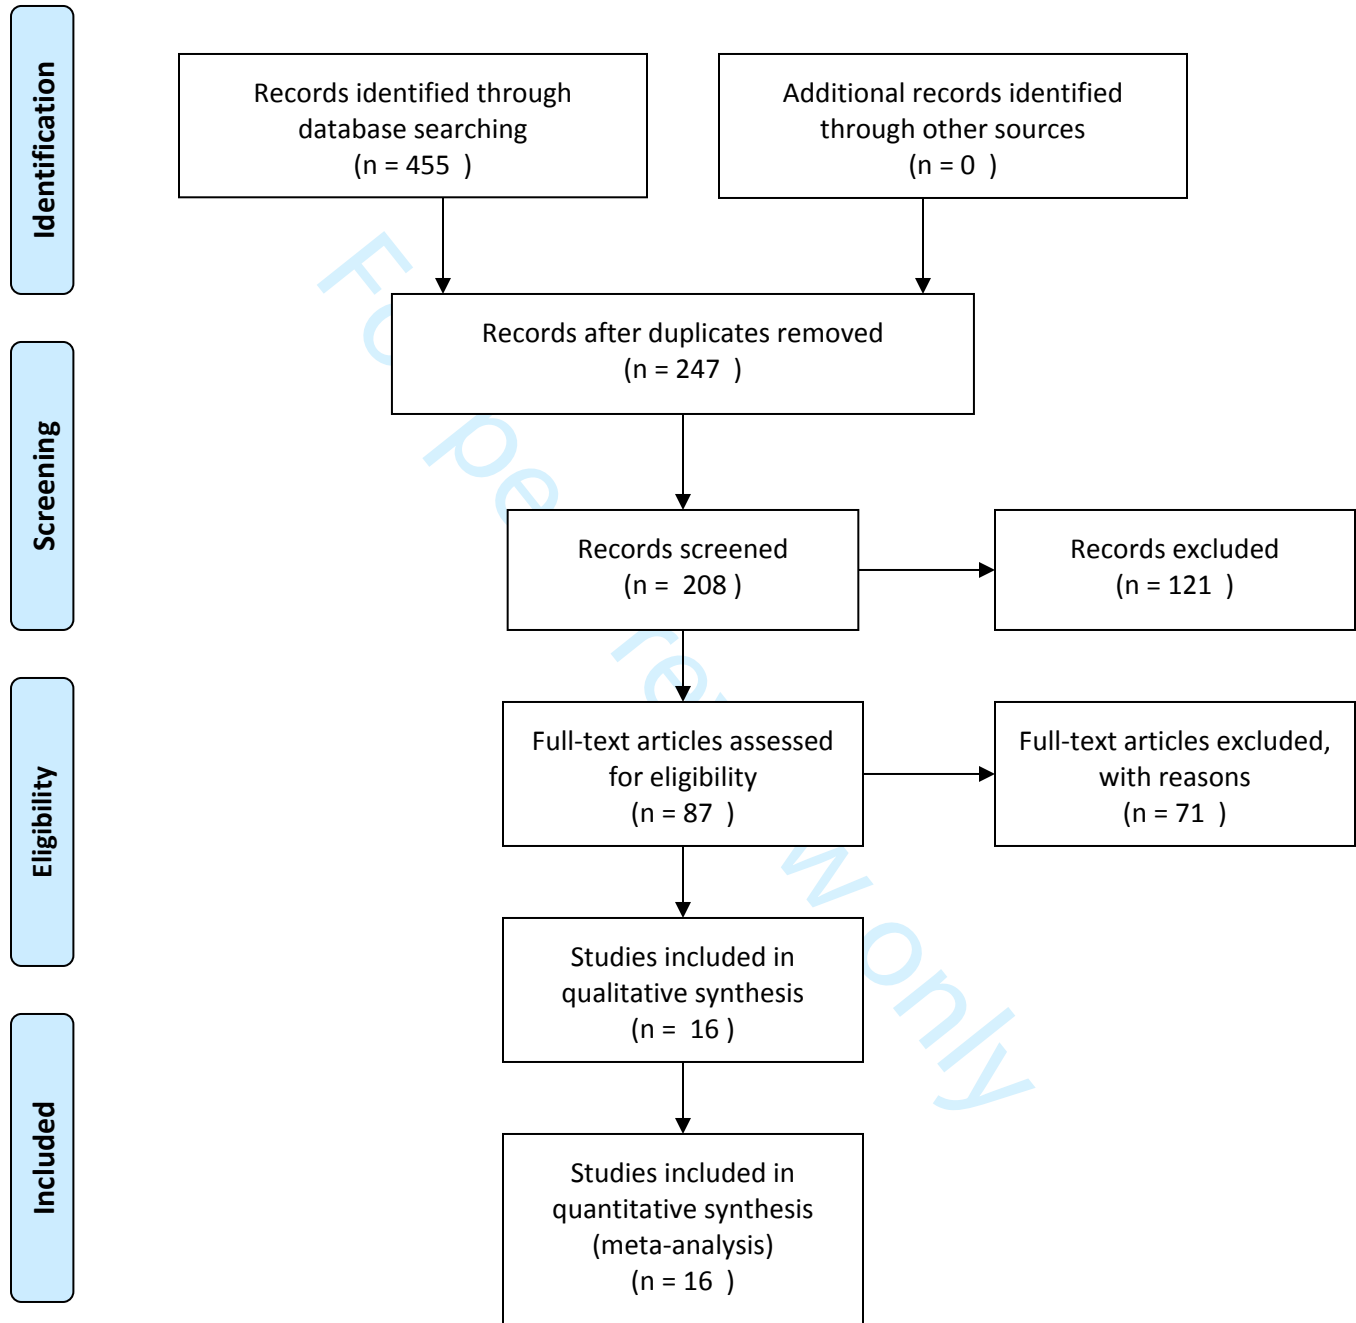 Identification
Records identified through
database searching
(n = 455  )
Additional records identified
through other sources
(n = 0  )
Records after duplicates removed
(n = 247  )
Screening
Records screened
(n =  208 )
Records excluded
(n = 121  )
Eligibility
Full-text articles assessed
for eligibility
(n = 87  )
Full-text articles excluded,
with reasons
(n = 71  )
Studies included in
qualitative synthesis
(n =  16 )
Included
Studies included in
quantitative synthesis
(meta-analysis)
(n = 16  )
For peer review only